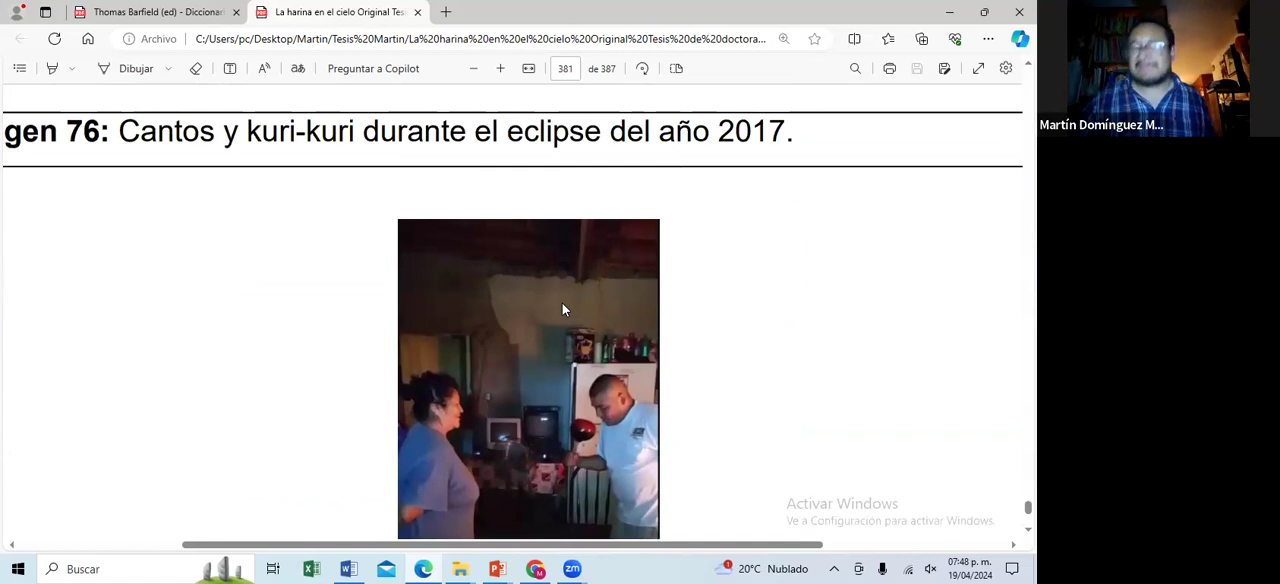 Thomas Barfield (ed) - Diccionari
La harina en el cielo Original Tes
Archivo
C:/Users/pc/Desktop/Martin/Tesis%20Martin/La%20harina%20en%20el%20cielo%20Original%20Tesis%20de%20doctora...
Dibujar
Preguntar a Copilot
381 de 387
Martín Domínguez M...
gen 76: Cantos y kuri-kuri durante el eclipse del año 2017.
Activar Windows
Ve a Configuración para activar Windows.
Buscar
20°C Nublado
07:48 p. m.
19/04/2024